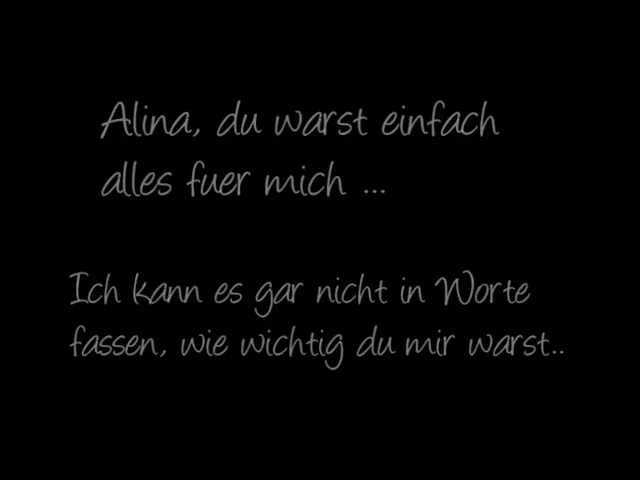 Alina, du warst einfach
alles fuer mich ...
Ich kann es gar nicht in Worte
fassen, wie wichtig du mir warst..